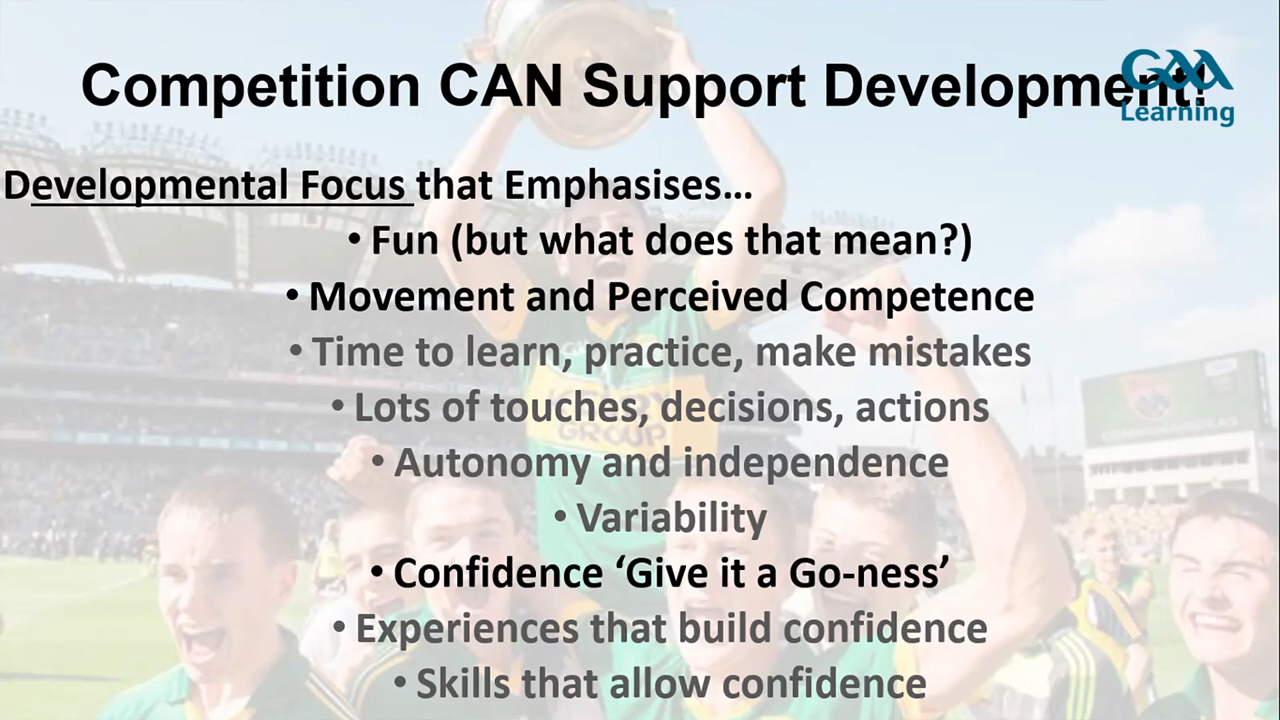 Competition CAN Support Development!
GAA
Learning
Developmental Focus that Emphasises…
• Fun (but what does that mean?)
• Movement and Perceived Competence
• Time to learn, practice, make mistakes
• Lots of touches, decisions, actions
• Autonomy and independence
• Variability
• Confidence ‘Give it a Go-ness’
• Experiences that build confidence
• Skills that allow confidence
GROUP